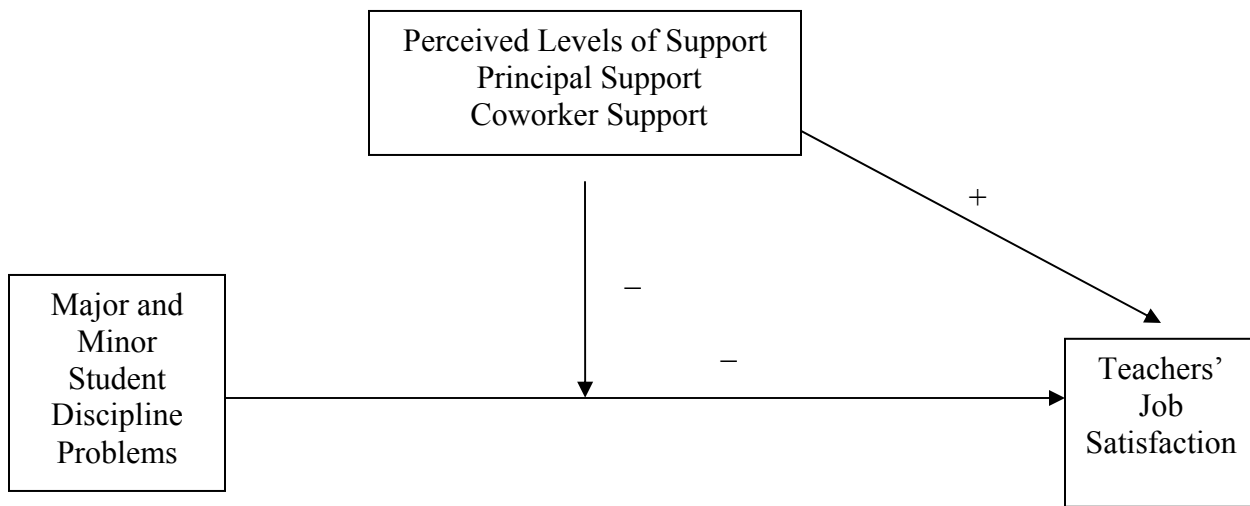 Perceived Levels of Support
Principal Support
Coworker Support
+
–
–
Major and
Minor
Student
Discipline
Problems
Teachers’
Job
Satisfaction